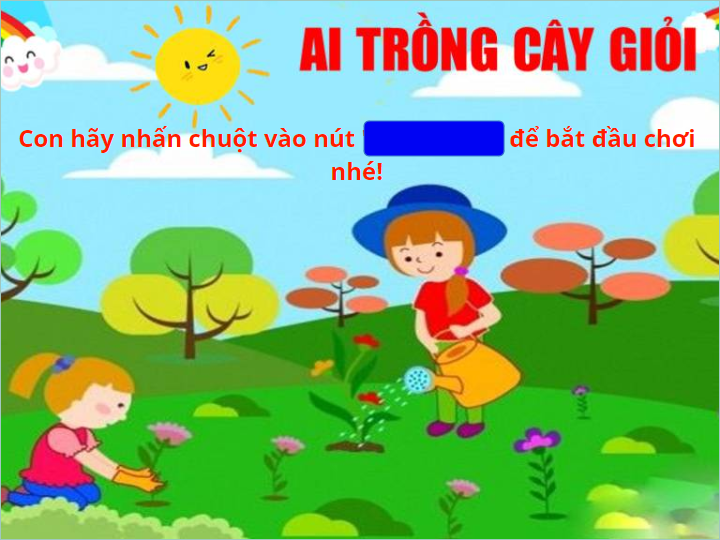 AI TRỒNG CÂY GIỎI
Con hãy nhấn chuột vào nút để bắt đầu chơi
nhé!